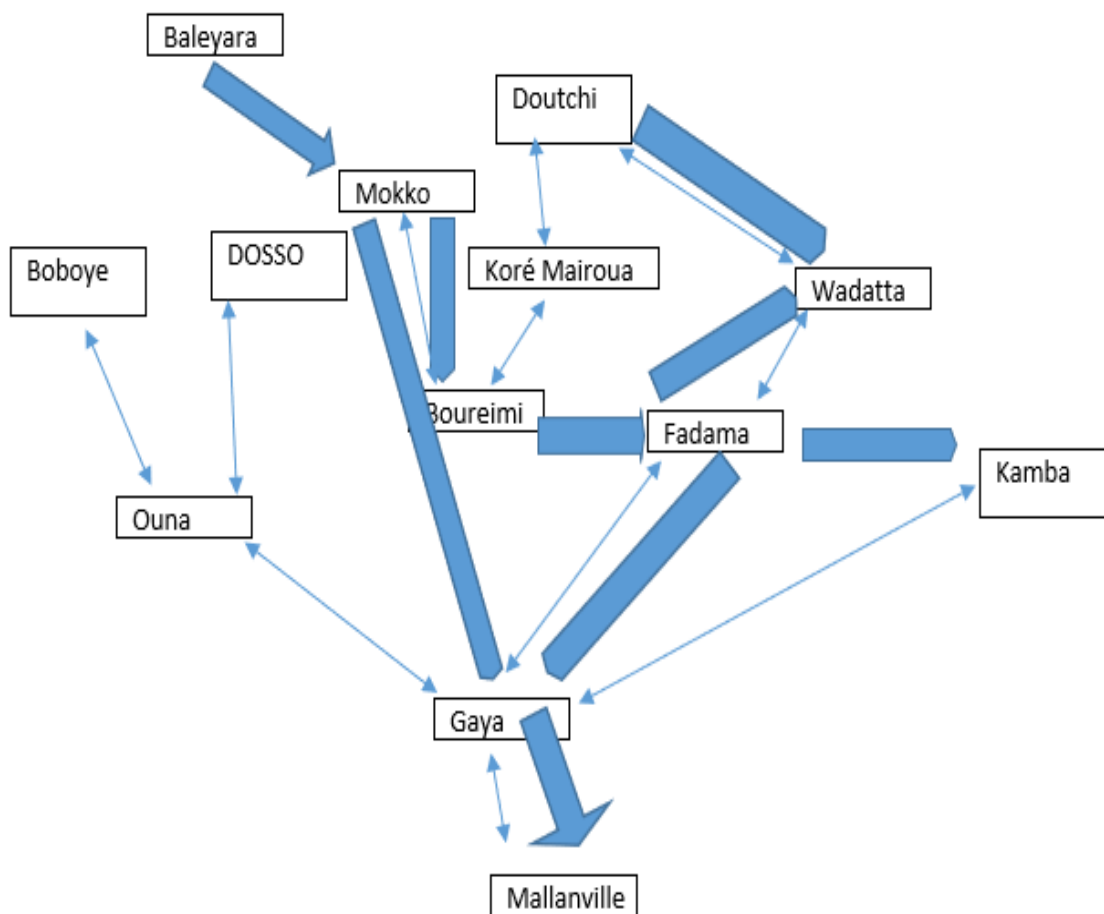 Baleyara
Doutchi
Mokko
Boboye
DOSSO
Koré Mairoua
Wadatta
Boureimi
Fadama
Kamba
Ouna
Gaya
Mallanville